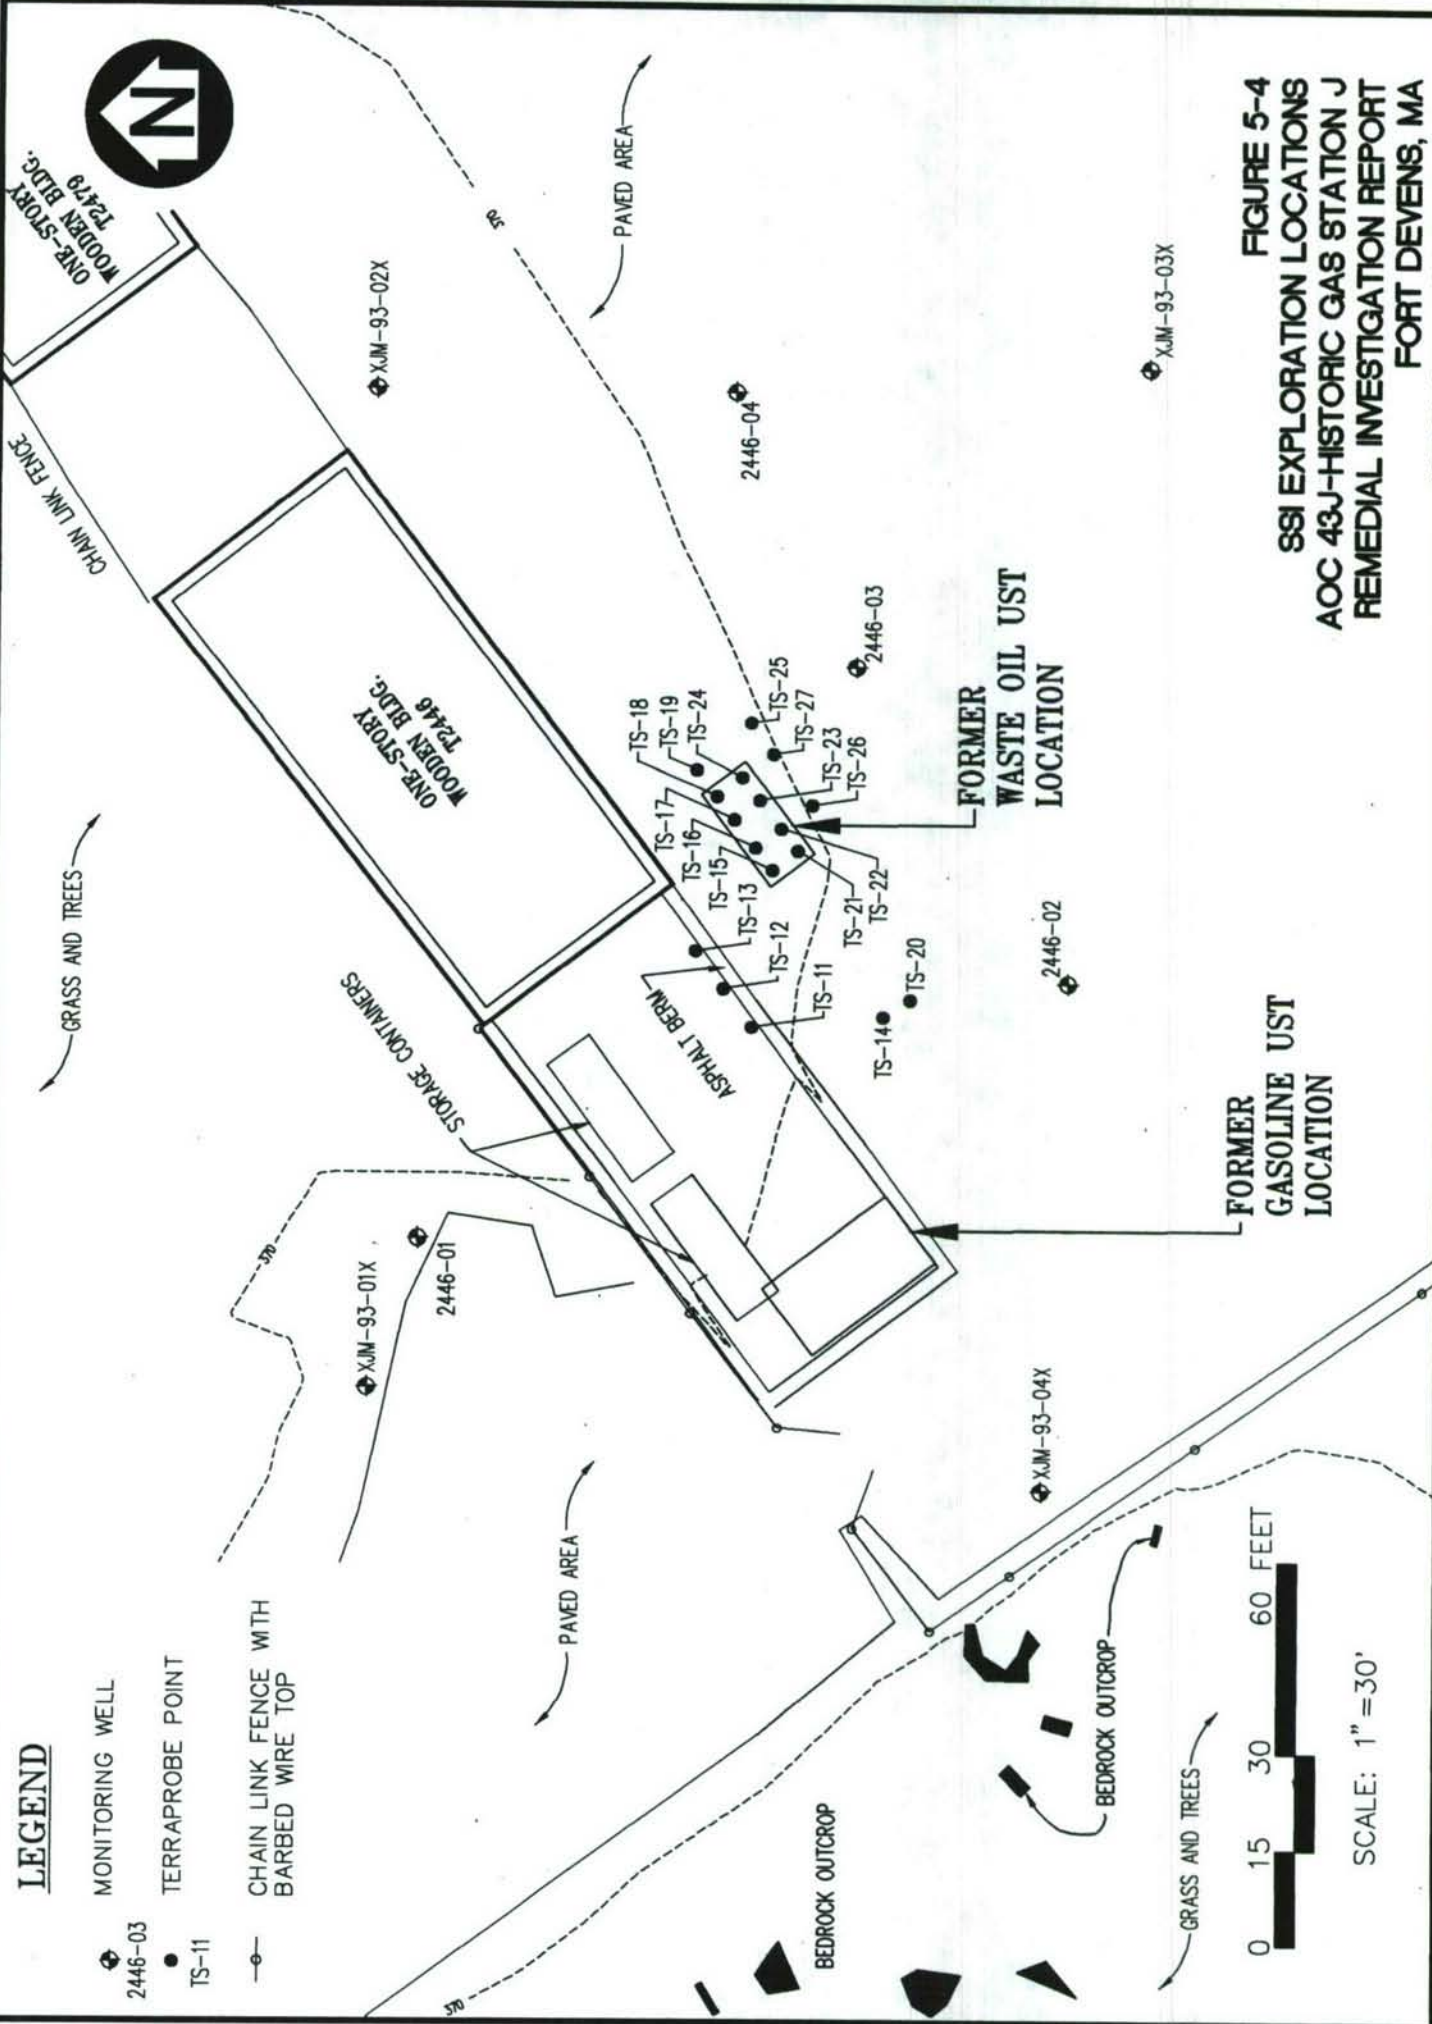 LEGEND
2446-03
MONITORING WELL
TS-11
TERRAPROBE POINT
CHAIN LINK FENCE WITH
BARBED WIRE TOP
N
ONE-STORY
WOODEN BLDG.
T2479
CHAIN LINK FENCE
GRASS AND TREES
370
XJM-93-01X
2446-01
XJM-93-02X
ONE-STORY
WOODEN BLDG.
T2446
STORAGE CONTAINERS
370
PAVED AREA
PAVED AREA
ASPHALT BERM
TS-18
TS-19
TS-24
TS-17
TS-16
TS-15
TS-13
TS-12
TS-11
TS-25
TS-27
TS-23
TS-26
TS-21
TS-22
TS-14
TS-20
2446-04
2446-03
2446-02
XJM-93-03X
XJM-93-04X
FORMER
WASTE OIL UST
LOCATION
FORMER
GASOLINE UST
LOCATION
370
BEDROCK OUTCROP
BEDROCK OUTCROP
GRASS AND TREES
0 15 30 60 FEET
SCALE: 1"=30'
FIGURE 5-4
SSI EXPLORATION LOCATIONS
AOC 43J-HISTORIC GAS STATION J
REMEDIAL INVESTIGATION REPORT
FORT DEVENS, MA